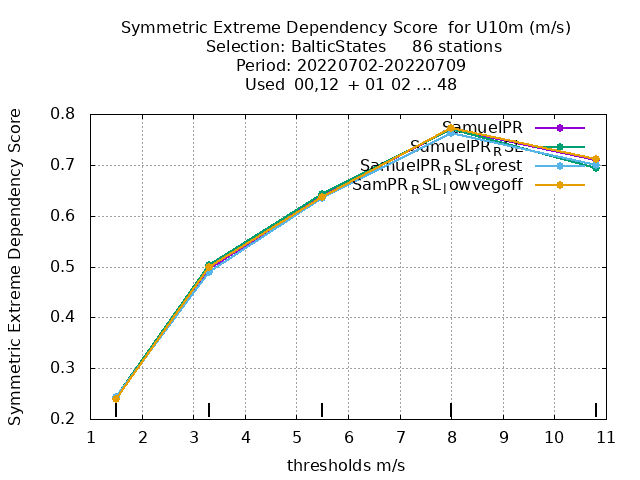 Symmetric Extreme Dependency Score  for U10m (m/s)
Selection: BalticStates     86 stations
Period: 20220702-20220709
Used  00,12  + 01 02 ... 48
Symmetric Extreme Dependency Score
0.8
0.7
0.6
0.5
0.4
0.3
0.2
SamuelPR
SamuelPR_RSL
SamuelPR_RSL_forest
SamPR_RSL_lowvegoff
1 2 3 4 5 6 7 8 9 10 11
thresholds m/s